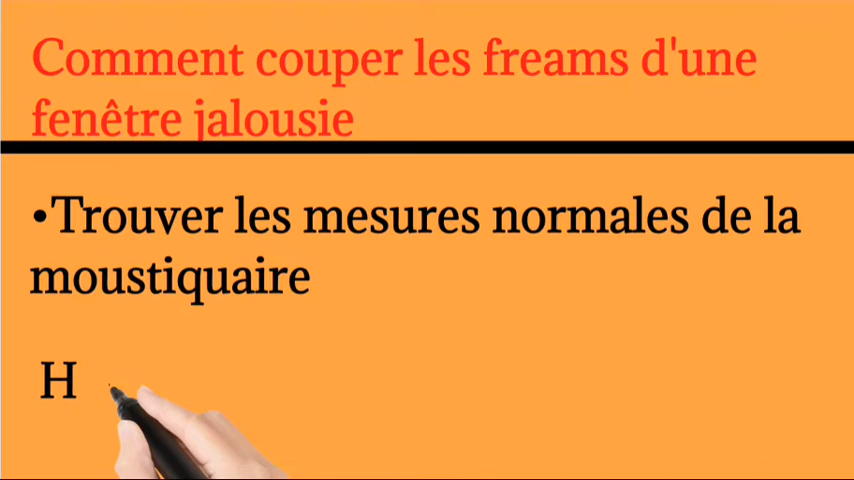 Comment couper les freams d'une
fenêtre jalousie
•Trouver les mesures normales de la
moustiquaire
H